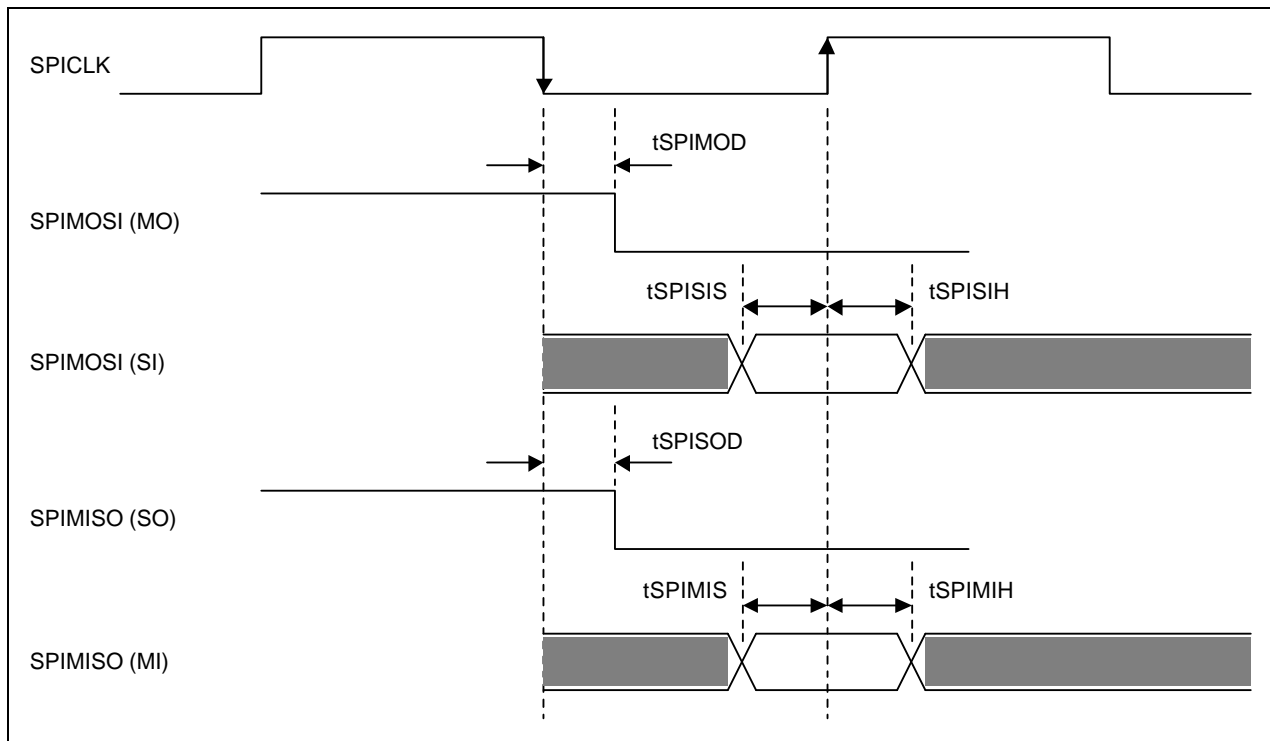 SPICLK
tSPIMOD
SPIMOSI (MO)
tSPISIS
tSPISIH
SPIMOSI (SI)
tSPISOD
SPIMISO (SO)
tSPIMIS
tSPIMIH
SPIMISO (MI)